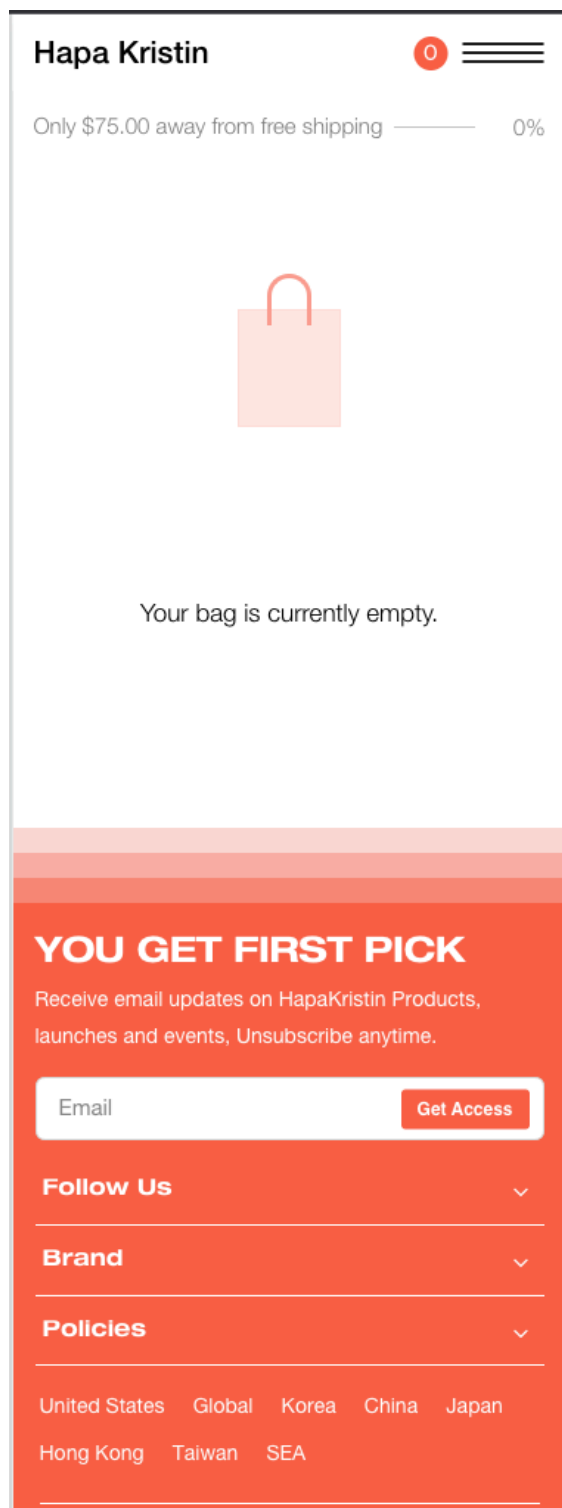 Hapa Kristin 0
Only $75.00 away from free shipping 0%
Your bag is currently empty.
YOU GET FIRST PICK
Receive email updates on HapaKristin Products,
launches and events, Unsubscribe anytime.
Email Get Access
Follow Us
Brand
Policies
United States Global Korea China Japan
Hong Kong Taiwan SEA